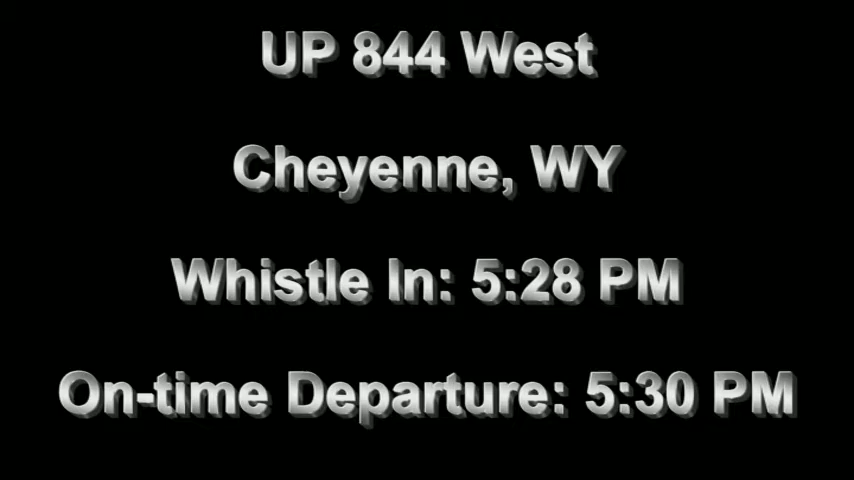 UP 844 West
Cheyenne, WY
Whistle In: 5:28 PM
On-time Departure: 5:30 PM